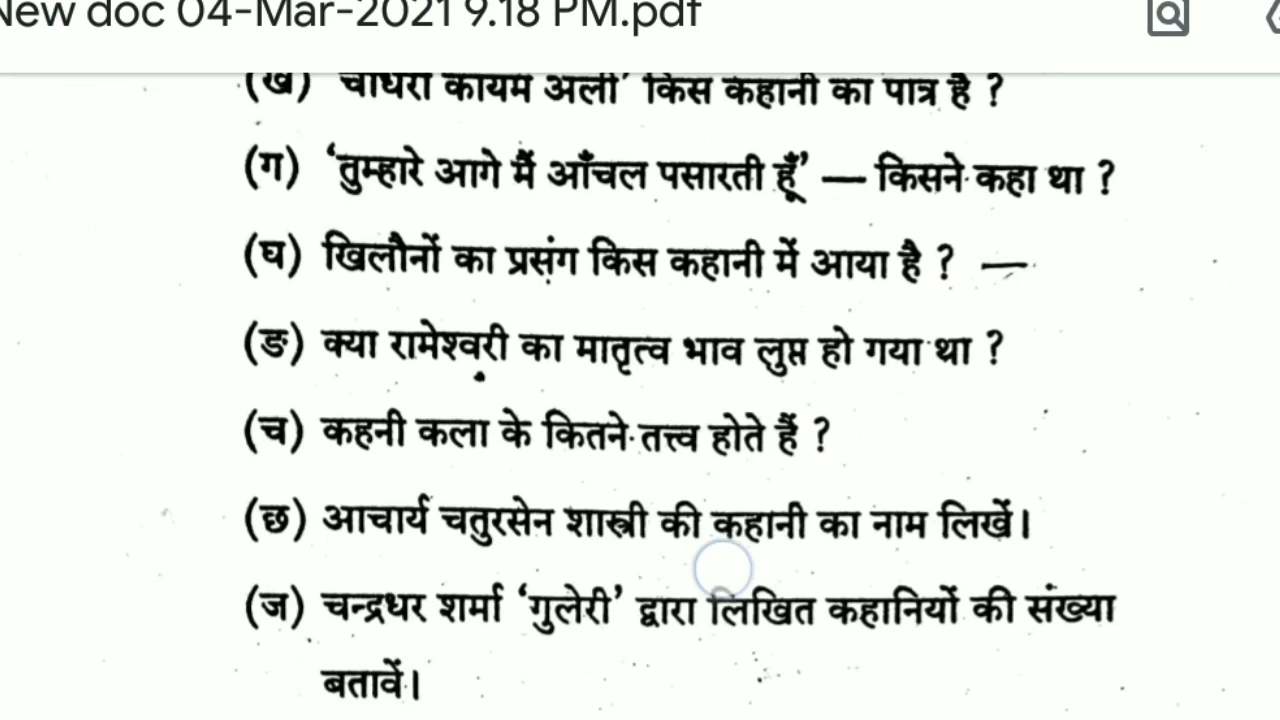 New doc 04-Mar-2021 9.18 PM.pdf
(ख) चौधरी कायम अली' किस कहानी का पात्र है ?
(ग) 'तुम्हारे आगे मैं आँचल पसारती हूँ' — किसने कहा था ?
(घ) खिलौनों का प्रसंग किस कहानी में आया है ? —
(ङ) क्या रामेश्वरी का मातृत्व भाव लुप्त हो गया था ?
(च) कहनी कला के कितने तत्त्व होते हैं ?
(छ) आचार्य चतुरसेन शास्त्री की कहानी का नाम लिखें।
(ज) चन्द्रधर शर्मा 'गुलेरी' द्वारा लिखित कहानियों की संख्या
बतावें।